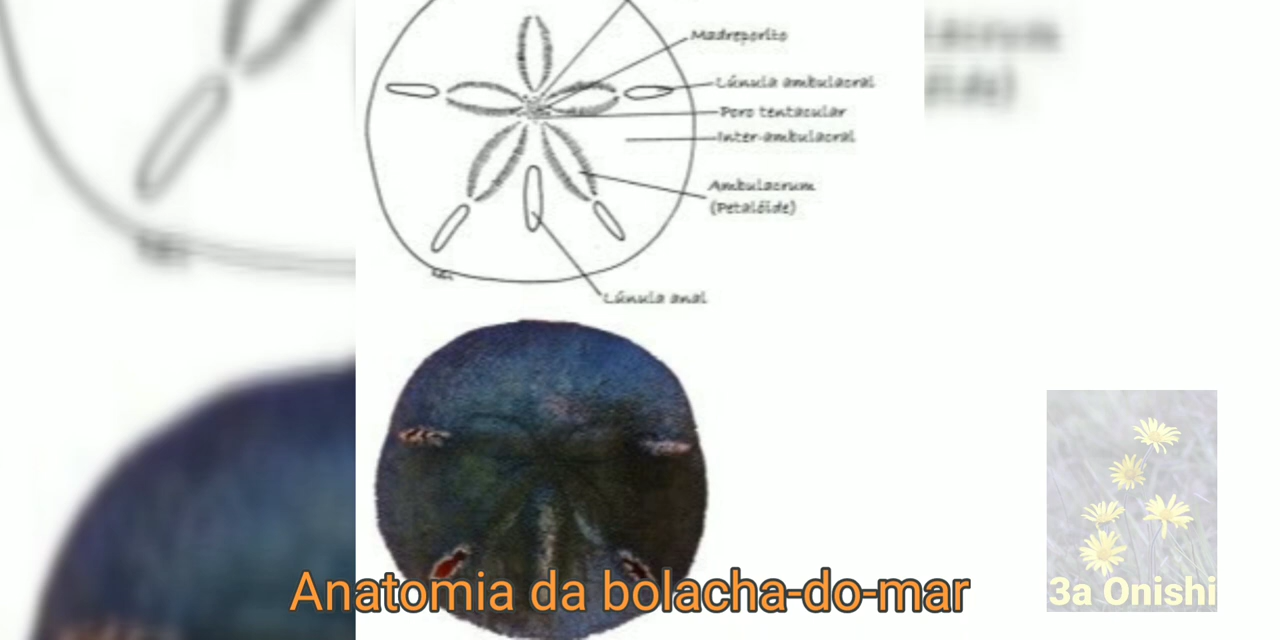 Madreporito
Lúnula ambulacral
Poro tentacular
Inter-ambulacral
Ambulacrum
(Petalóide)
Lúnula anal
Anatomia da bolacha-do-mar
3a Onishi